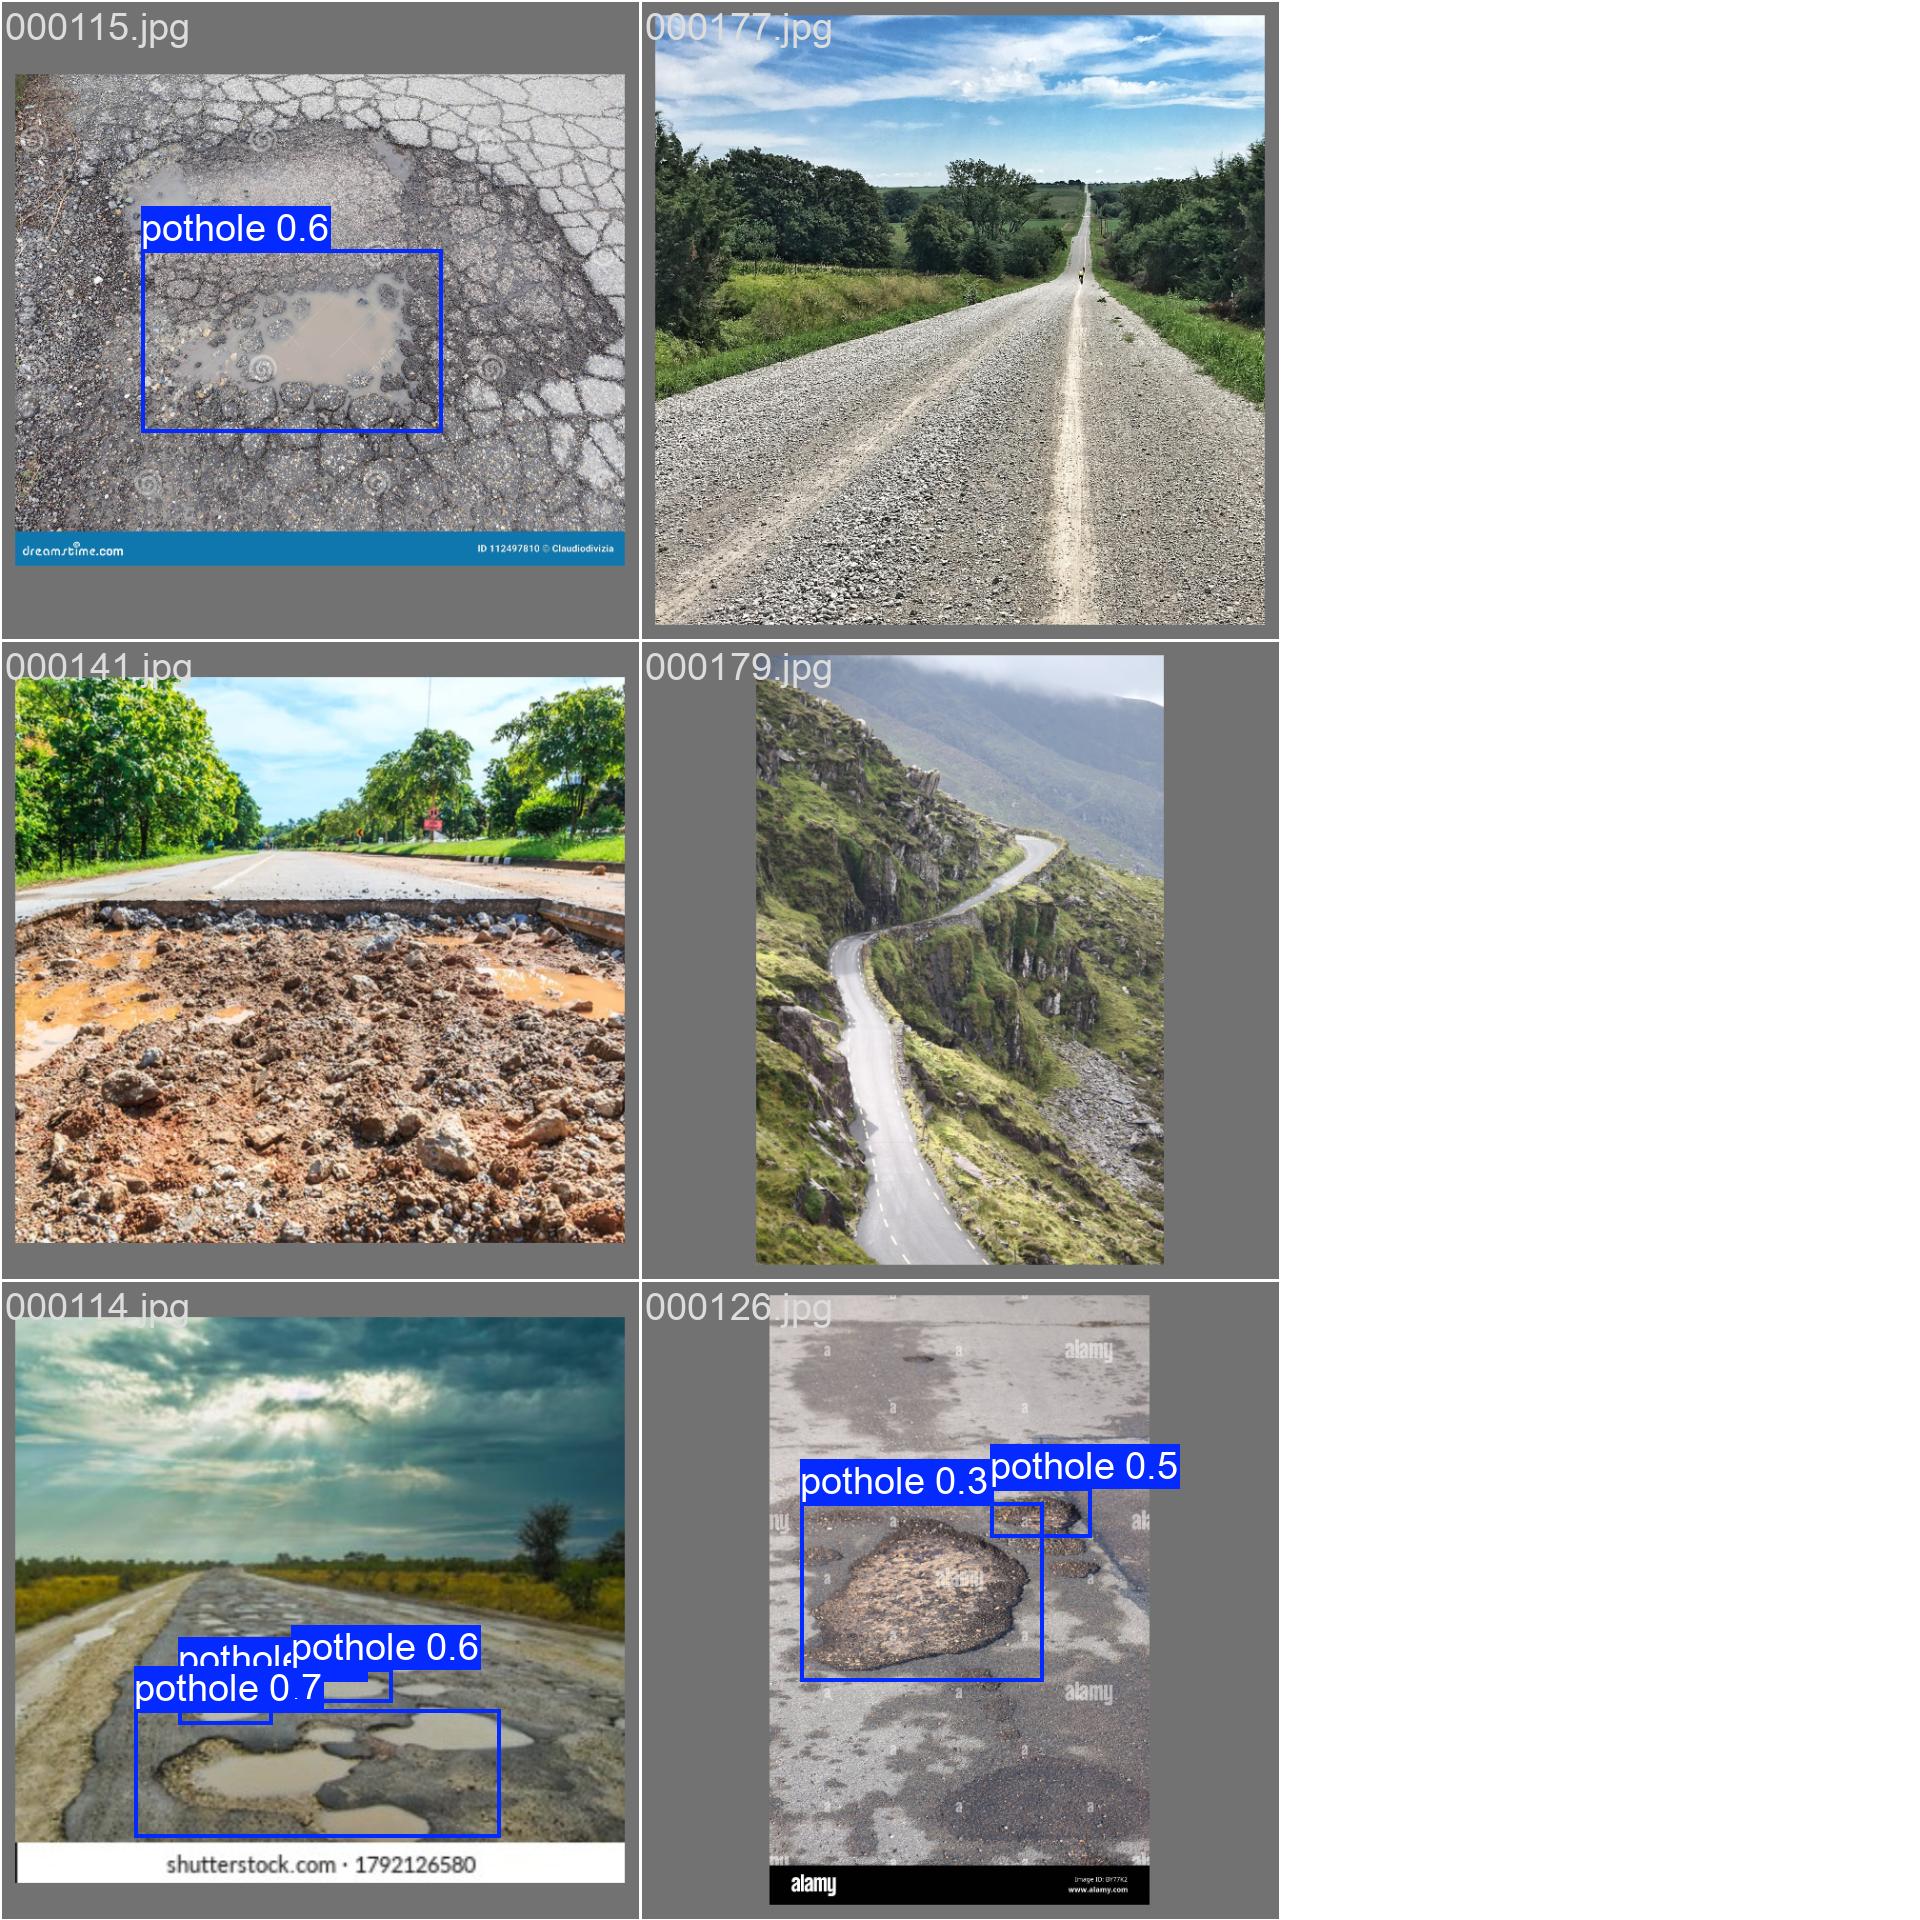 000115.jpg
000177.jpg
pothole 0.6
dreamstime.com
ID 112497810 © Claudiodivizia
000141.jpg
000179.jpg
000114.jpg
000126.jpg
pothole 0.3
pothole 0.5
a
a
alamy
a
a
a
a
alamy
a
a
a
a
a
alamy
a
a
a
a
pothole
pothole 0.6
pothole 0.7
shutterstock.com · 1792126580
alamy
Image ID: BY77K2
www.alamy.com